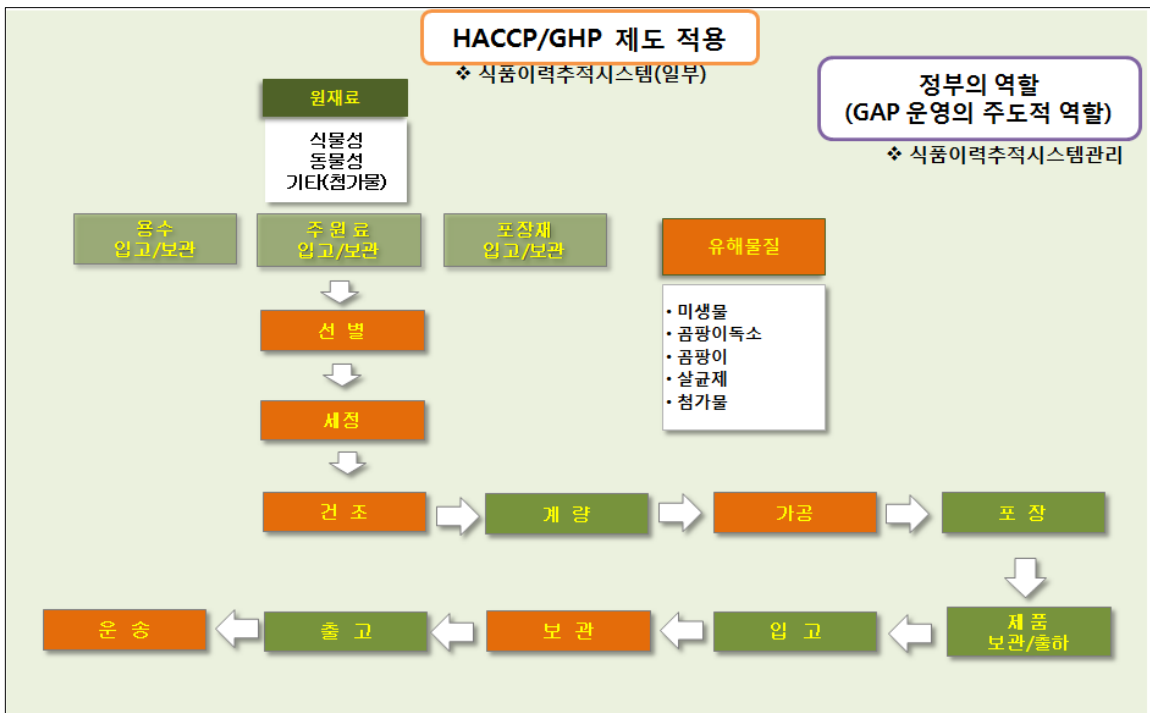 HACCP/GHP 제도 적용
❖ 식품이력추적시스템(일부)
정부의 역할
(GAP 운영의 주도적 역할)
❖ 식품이력추적시스템관리
원재료
식물성
동물성
기타(첨가물)
용수
입고/보관
주 원 료
입고/보관
포장재
입고/보관
유해물질
• 미생물
• 곰팡이독소
• 곰팡이
• 살균제
• 첨가물
선 별
세정
건 조
계 량
가공
포 장
제 품
보관/출하
입 고
보 관
출 고
운 송